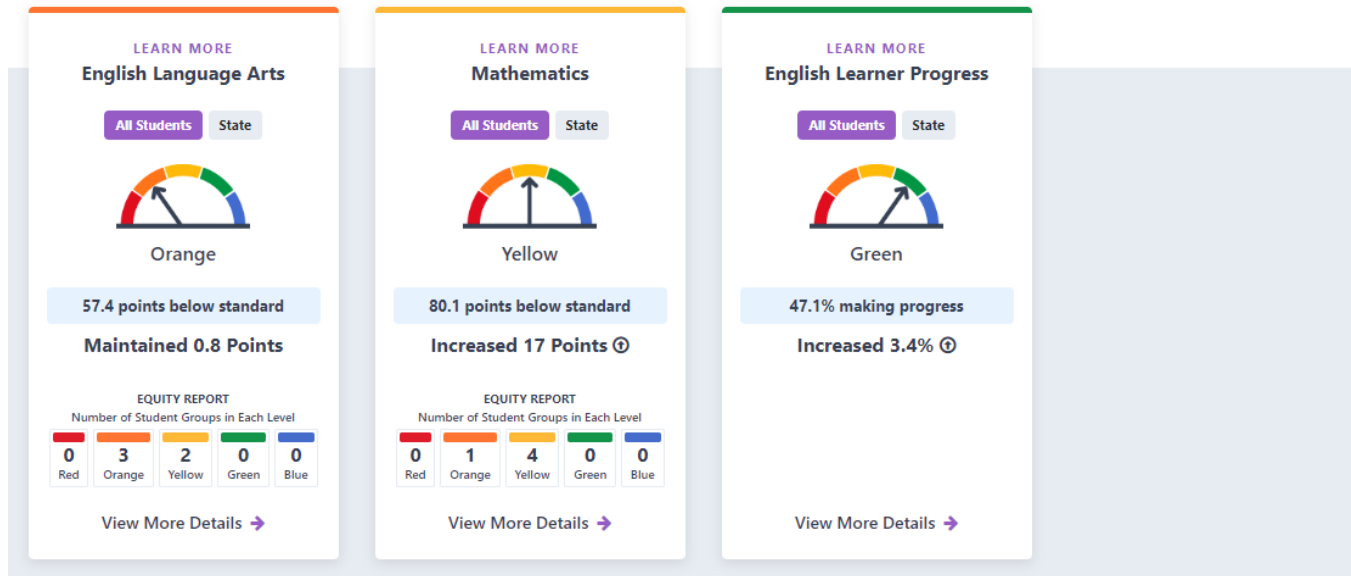 LEARN MORE
English Language Arts
All Students State
Orange
57.4 points below standard
Maintained 0.8 Points
EQUITY REPORT
Number of Student Groups in Each Level
0 3 2 0 0
Red Orange Yellow Green Blue
View More Details
LEARN MORE
Mathematics
All Students State
Yellow
80.1 points below standard
Increased 17 Points
EQUITY REPORT
Number of Student Groups in Each Level
0 1 4 0 0
Red Orange Yellow Green Blue
View More Details
LEARN MORE
English Learner Progress
All Students State
Green
47.1% making progress
Increased 3.4%
View More Details